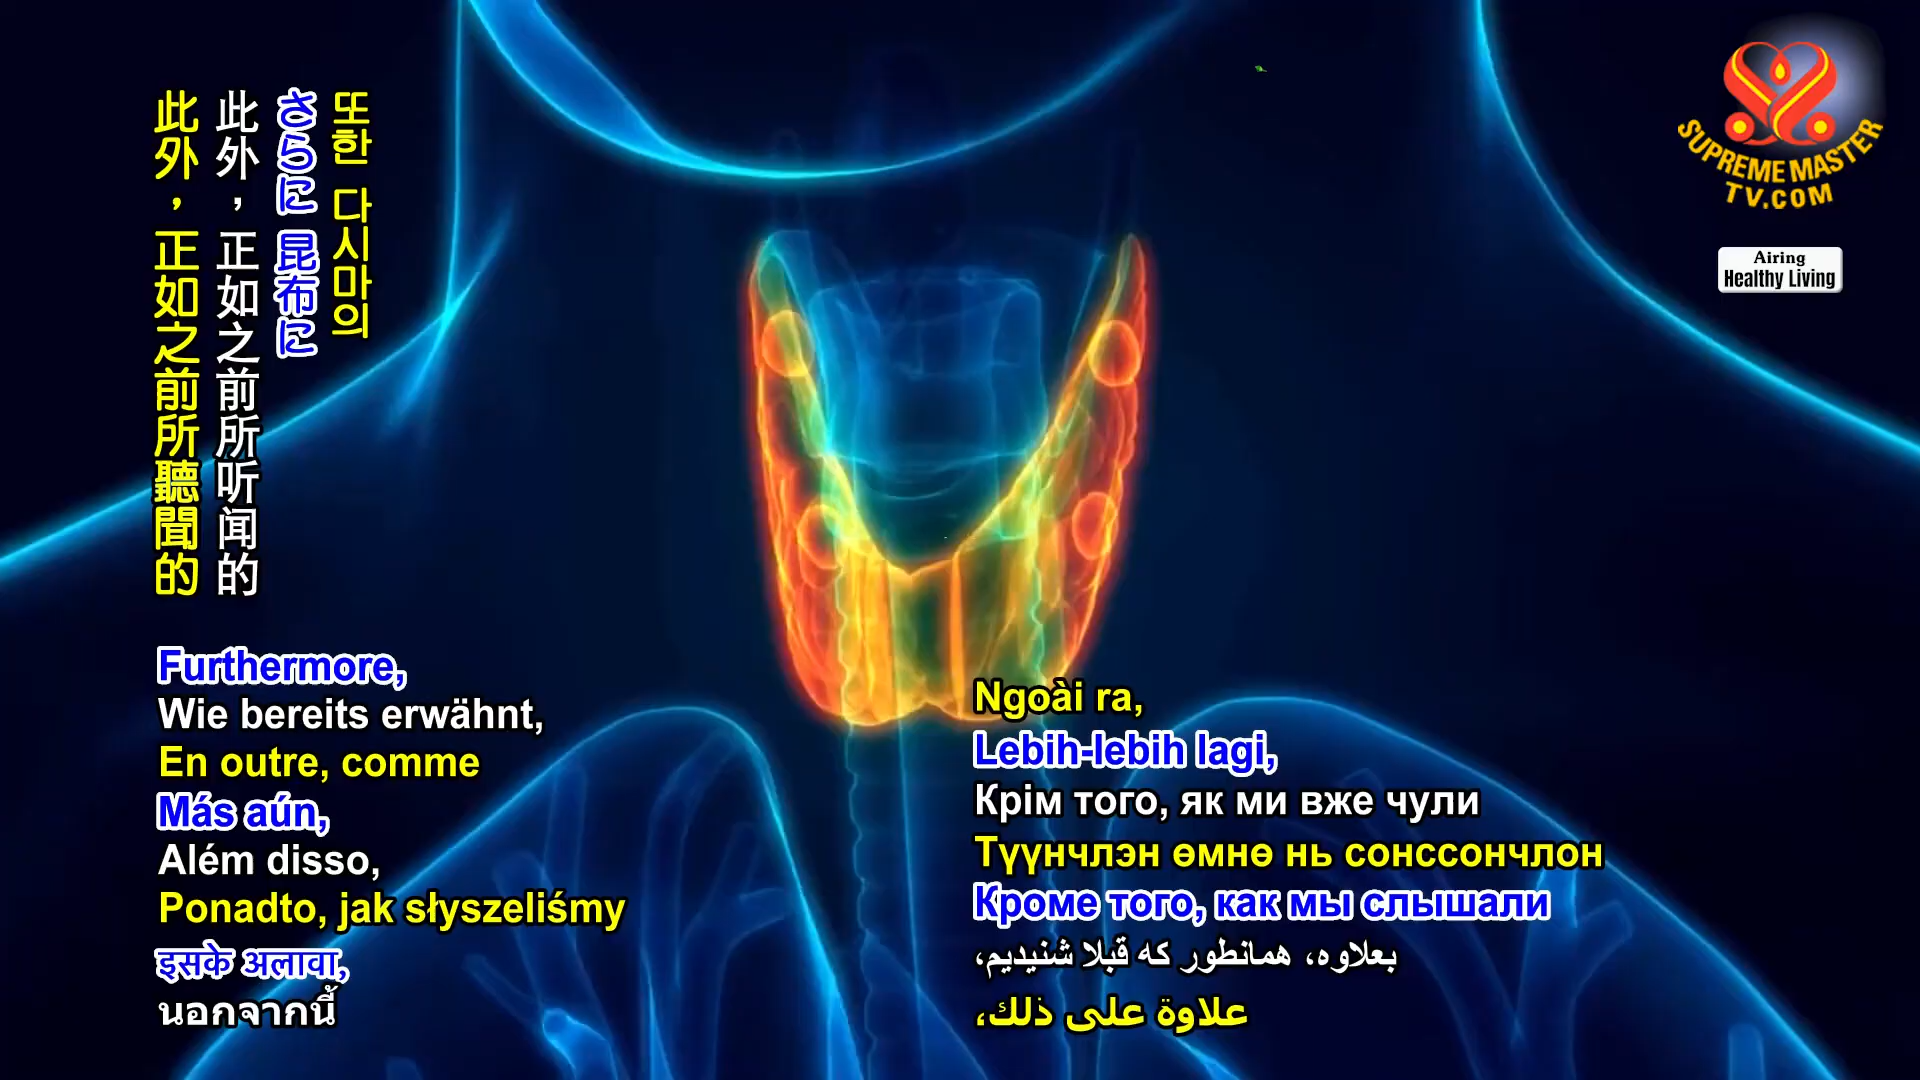 또한 다시마의
さらに 昆布に
此外，正如之前所听闻的
此外，正如之前所聽聞的
SUPREME MASTER
TV.COM
Airing
Healthy Living
Furthermore,
Wie bereits erwähnt,
En outre, comme
Más aún,
Além disso,
Ponadto, jak słyszeliśmy
इसके अलावा,
นอกจากนี้
Ngoài ra,
Lebih-lebih lagi,
Крім того, як ми вже чули
Түүнчлэн өмнө нь сонссончлон
Кроме того, как мы слышали
بعلاوه، همانطور که قبلا شنیدیم،
علاوة على ذلك،